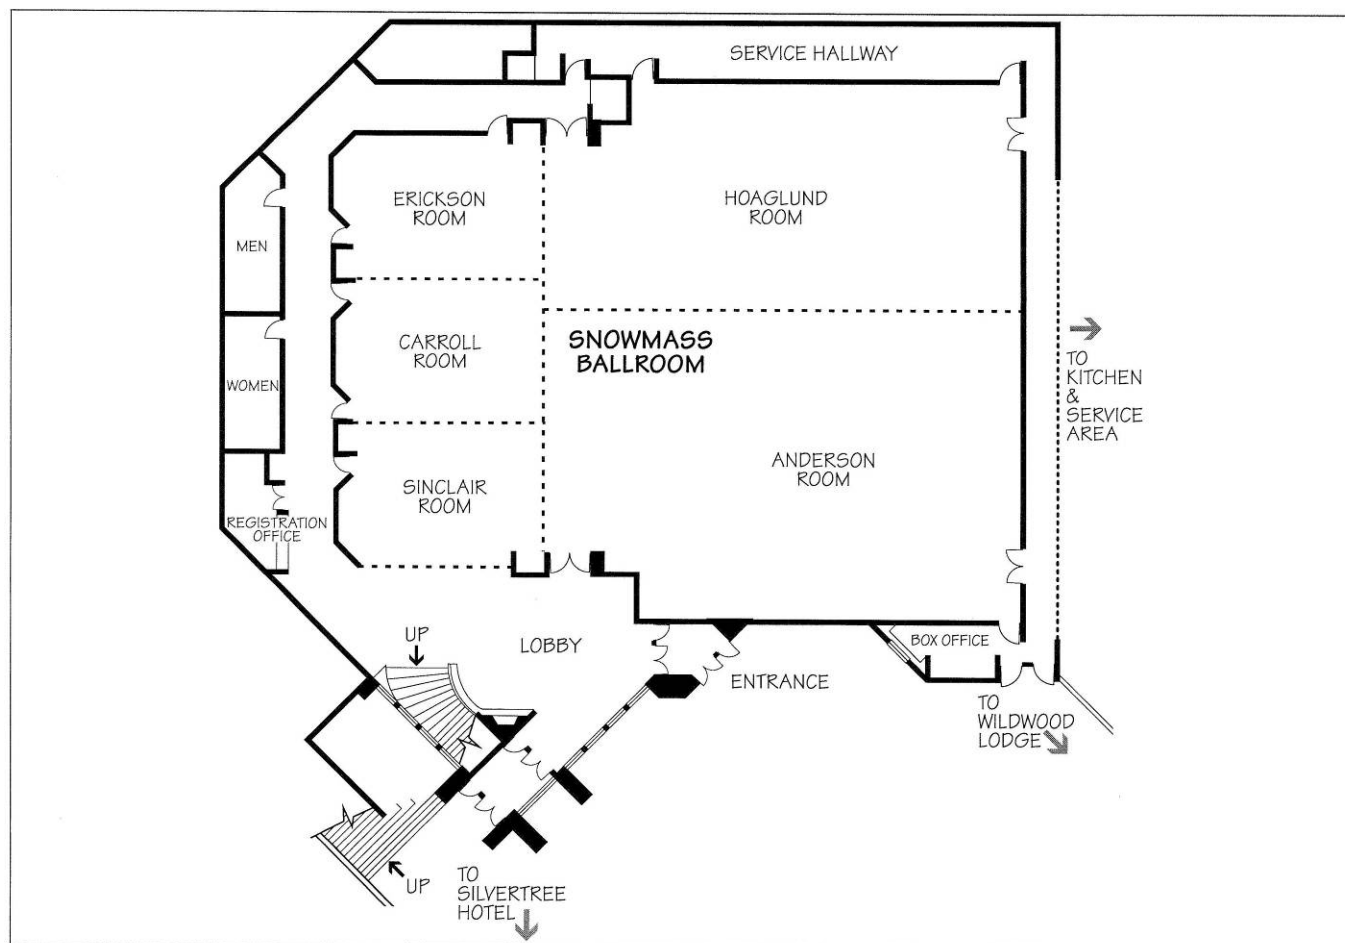 SERVICE HALLWAY
ERICKSON
ROOM
HOAGLUND
ROOM
MEN
SNOWMASS
BALLROOM
CARROLL
ROOM
TO
KITCHEN
&
SERVICE
AREA
WOMEN
ANDERSON
ROOM
SINCLAIR
ROOM
REGISTRATION
OFFICE
UP
LOBBY
BOX OFFICE
ENTRANCE
TO
WILDWOOD
LODGE
UP
TO
SILVERTREE
HOTEL